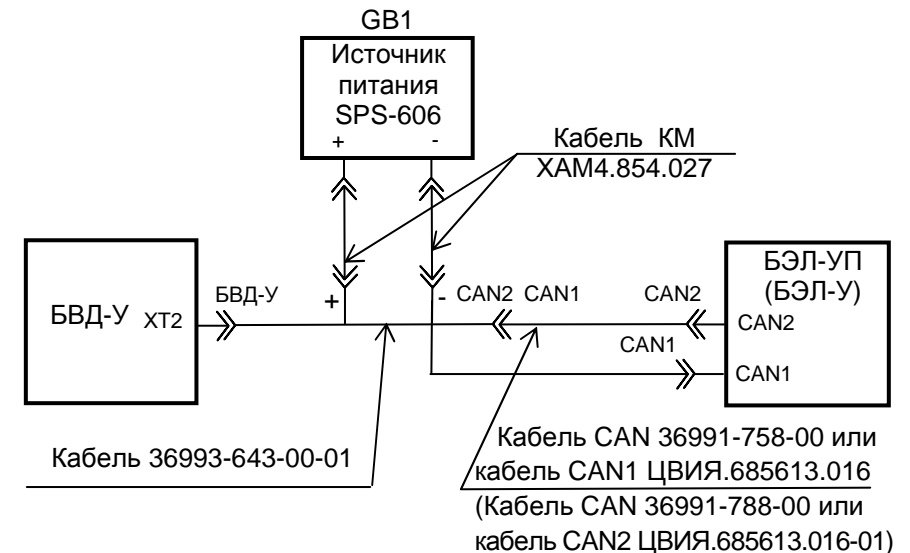 GB1
Источник
питания
SPS-606
+ -
Кабель КМ
ХАМ4.854.027
БВД-У XT2
БВД-У
+
- CAN2 CAN1 CAN2
БЭЛ-УП
(БЭЛ-У)
CAN2
CAN1
CAN1
Кабель 36993-643-00-01
Кабель CAN 36991-758-00 или
кабель CAN1 ЦВИЯ.685613.016
(Кабель CAN 36991-788-00 или
кабель CAN2 ЦВИЯ.685613.016-01)